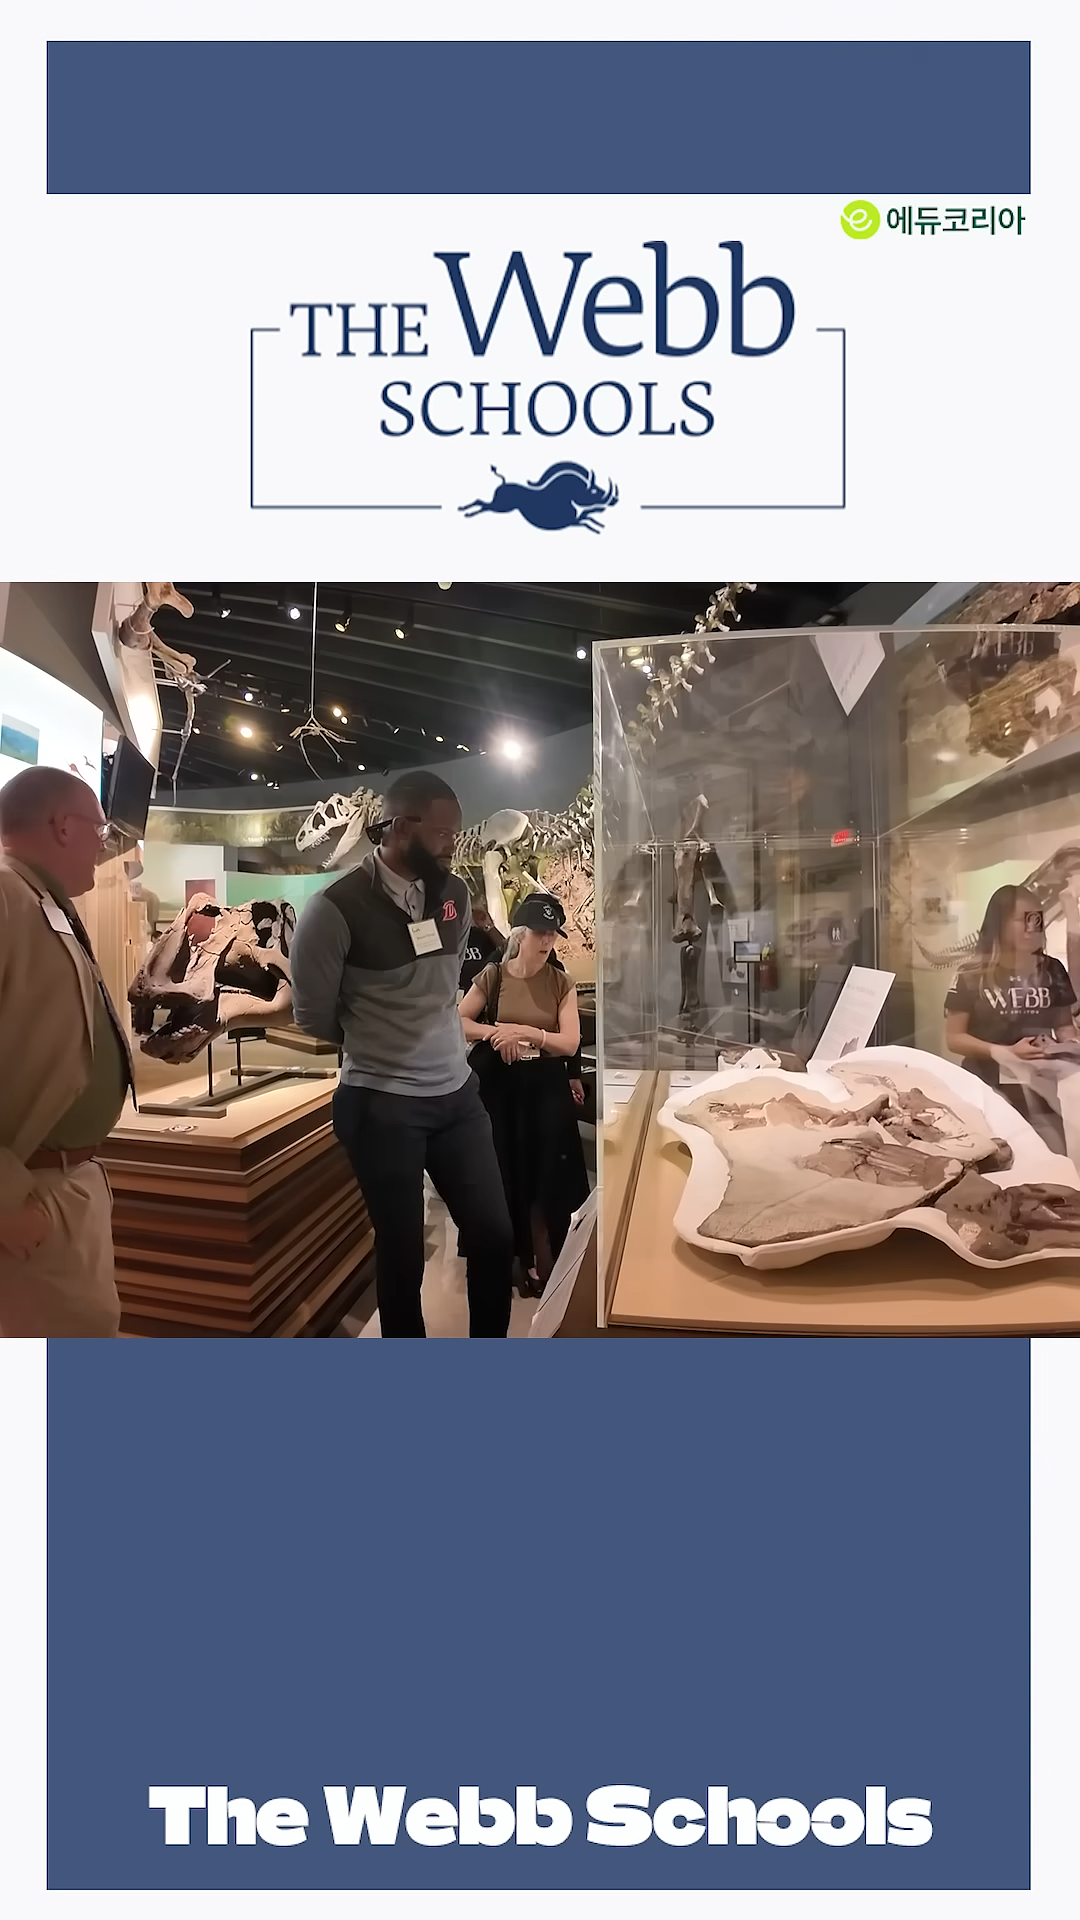 에듀코리아
THE Webb
SCHOOLS
WEBB
The Webb Schools